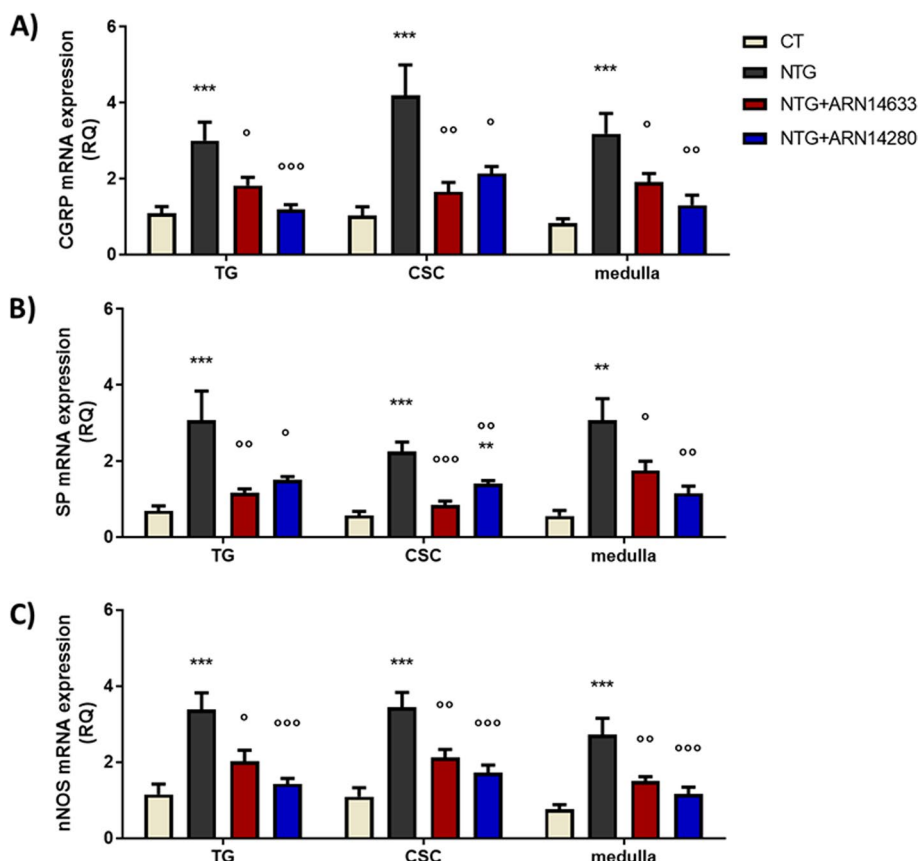 A)
CGRP mRNA expression
(RQ)
6
4
2
0
***
°
°°°
***
°°
°
***
°
°°
TG
CSC
medulla
CT
NTG
NTG+ARN14633
NTG+ARN14280
B)
SP mRNA expression
(RQ)
6
4
2
0
***
°°
°
***
°°°
°°
**
**
°
°°
TG
CSC
medulla
C)
nNOS mRNA expression
(RQ)
6
4
2
0
***
°
°°°
***
°°
°°°
***
°°
°°°
TG
CSC
medulla